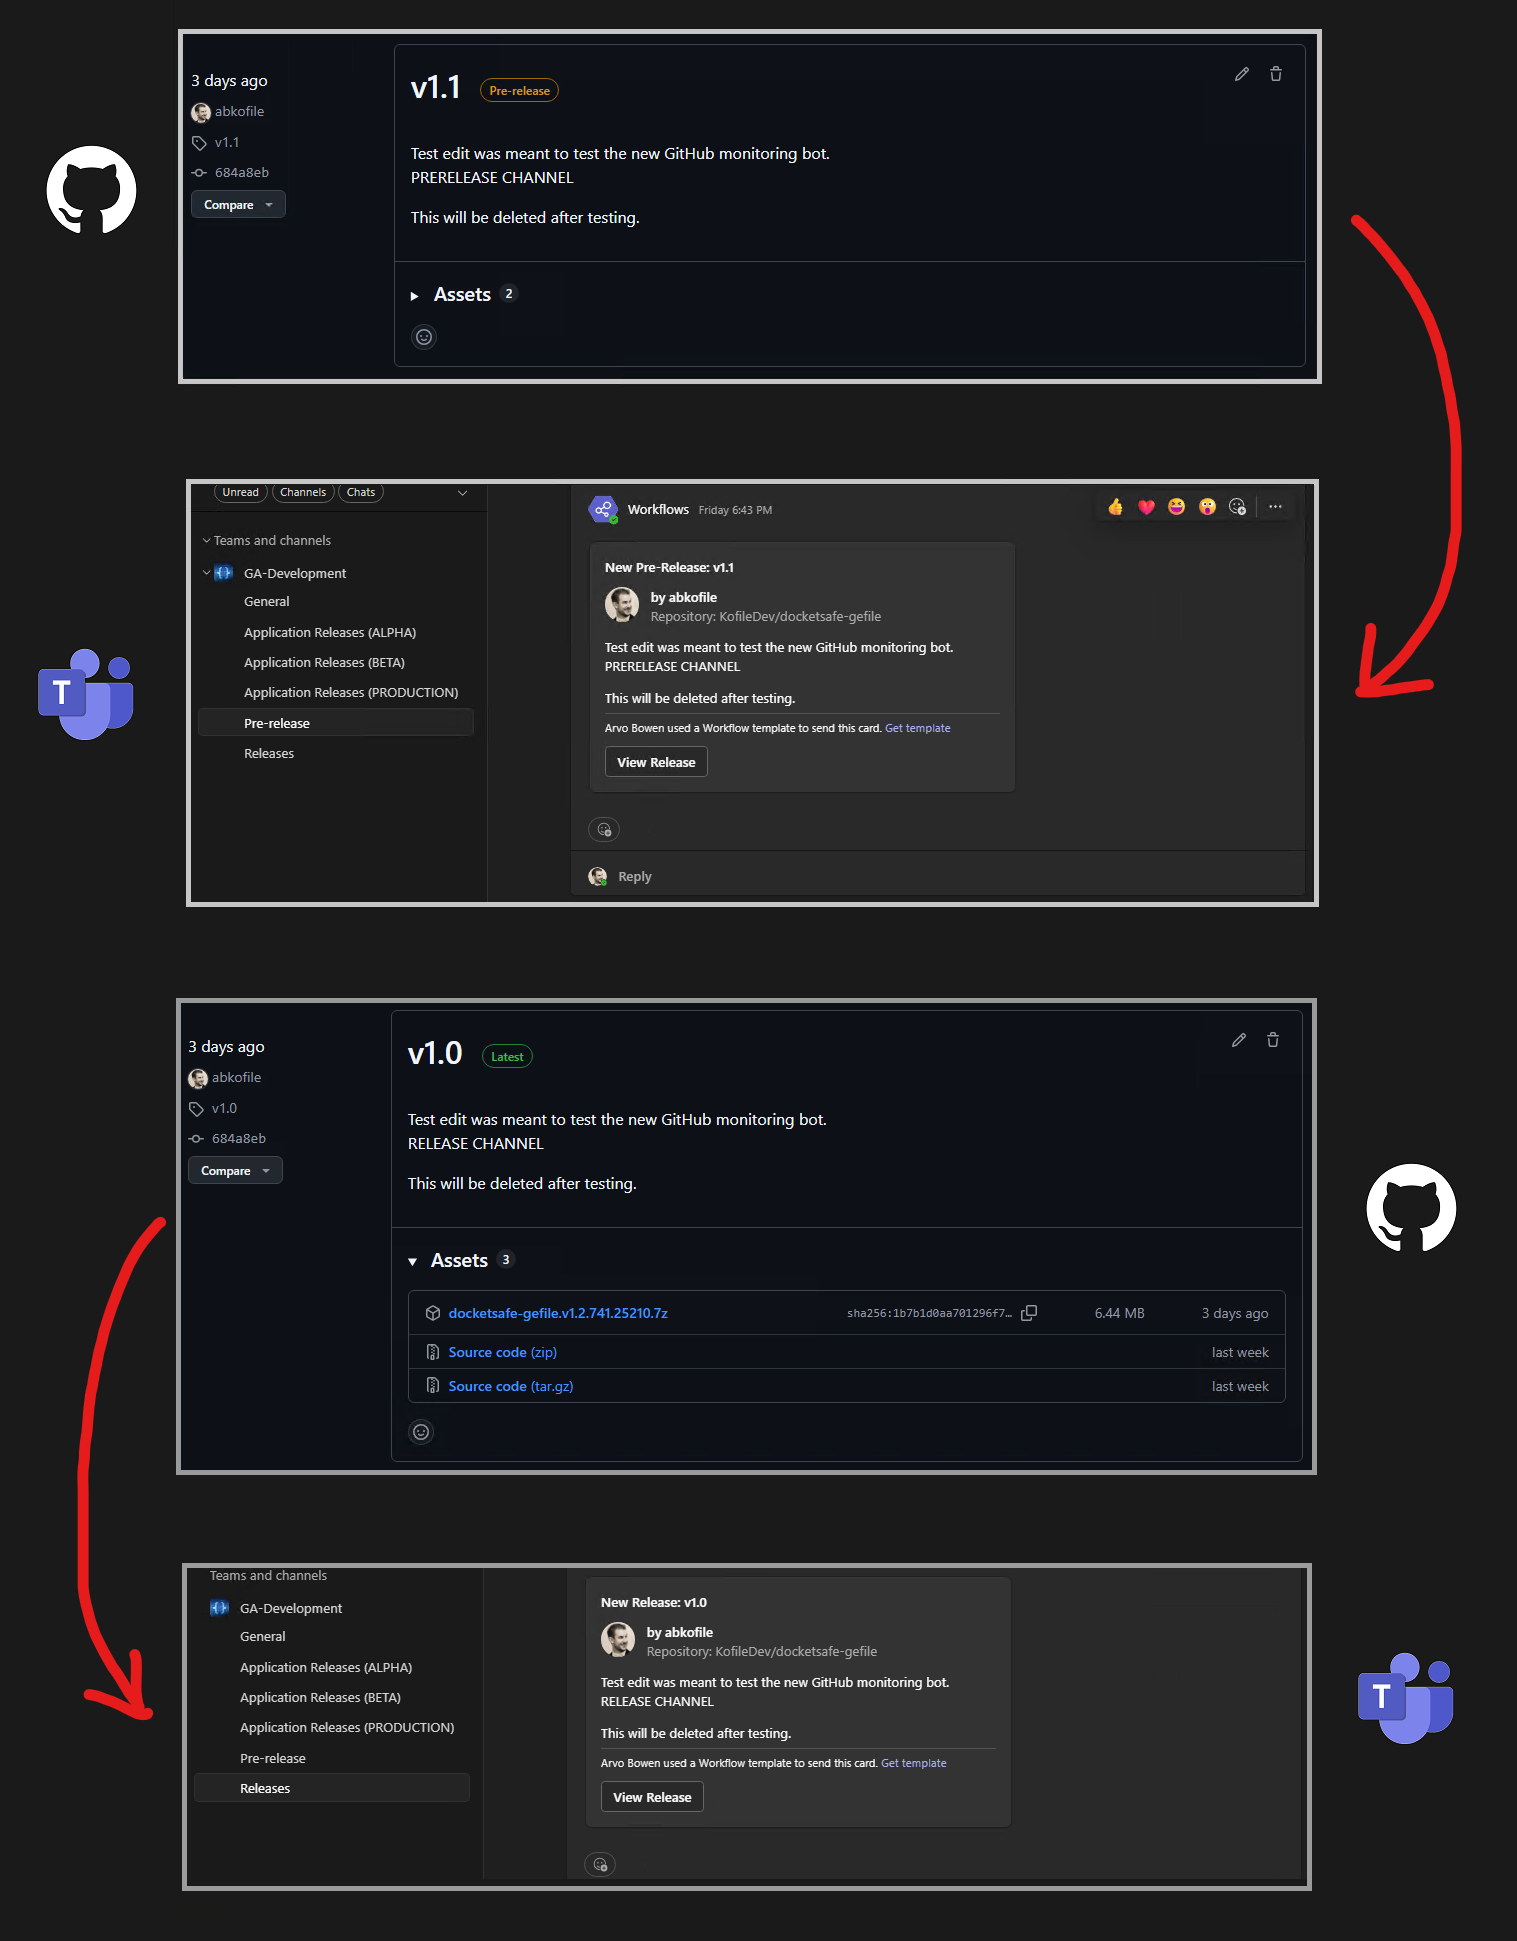 3 days ago
abkofile
v1.1
684a8eb
Compare
v1.1 Pre-release
Test edit was meant to test the new GitHub monitoring bot.
PRERELEASE CHANNEL
This will be deleted after testing.
Assets 2
Unread Channels Chats
Teams and channels
GA-Development
General
Application Releases (ALPHA)
Application Releases (BETA)
Application Releases (PRODUCTION)
Pre-release
Releases
Workflows Friday 6:43 PM
New Pre-Release: v1.1
by abkofile
Repository: KofileDev/docketsafe-gefile
Test edit was meant to test the new GitHub monitoring bot.
PRERELEASE CHANNEL
This will be deleted after testing.
Arvo Bowen used a Workflow template to send this card. Get template
View Release
Reply
T
3 days ago
abkofile
v1.0
684a8eb
Compare
v1.0 Latest
Test edit was meant to test the new GitHub monitoring bot.
RELEASE CHANNEL
This will be deleted after testing.
Assets 3
docketsafe-gefile.v1.2.741.25210.7z sha256:1b7b1d0aa701296f7… 6.44 MB 3 days ago
Source code (zip) last week
Source code (tar.gz) last week
Teams and channels
GA-Development
General
Application Releases (ALPHA)
Application Releases (BETA)
Application Releases (PRODUCTION)
Pre-release
Releases
New Release: v1.0
by abkofile
Repository: KofileDev/docketsafe-gefile
Test edit was meant to test the new GitHub monitoring bot.
RELEASE CHANNEL
This will be deleted after testing.
Arvo Bowen used a Workflow template to send this card. Get template
View Release
T